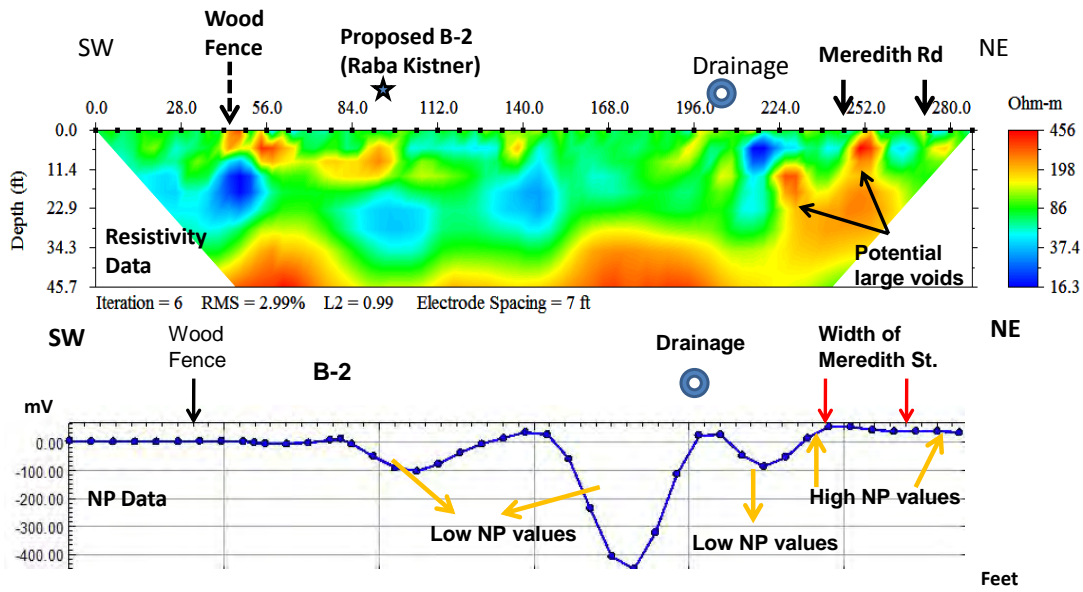 SW
Wood
Fence
Proposed B-2
(Raba Kistner)
Drainage
Meredith Rd
NE
0.0 28.0 56.0 84.0 112.0 140.0 168.0 196.0 224.0 252.0 280.0
Ohm-m
Depth (ft)
0.0
11.4
22.9
34.3
45.7
456
198
86
37.4
16.3
Resistivity
Data
Potential
large voids
Iteration = 6 RMS = 2.99% L2 = 0.99 Electrode Spacing = 7 ft
SW
Wood
Fence
B-2
Drainage
Width of
Meredith St.
NE
mV
0.00
-100.00
-200.00
-300.00
-400.00
NP Data
Low NP values
Low NP values
High NP values
Feet